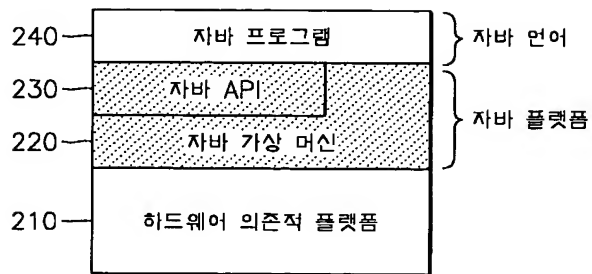 240 자바 프로그램 자바 언어
230 자바 API
자바 플랫폼
220 자바 가상 머신
210 하드웨어 의존적 플랫폼